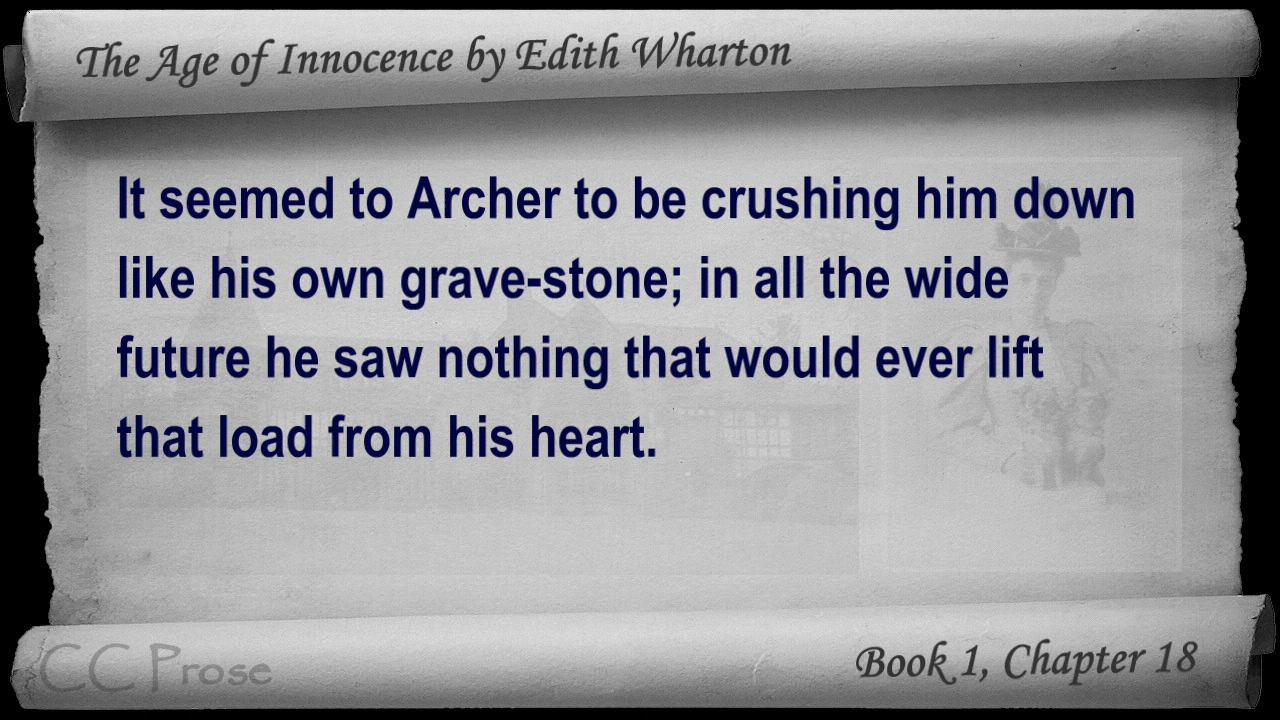 The Age of Innocence by Edith Wharton
It seemed to Archer to be crushing him down
like his own grave-stone; in all the wide
future he saw nothing that would ever lift
that load from his heart.
CC Prose
Book 1, Chapter 18